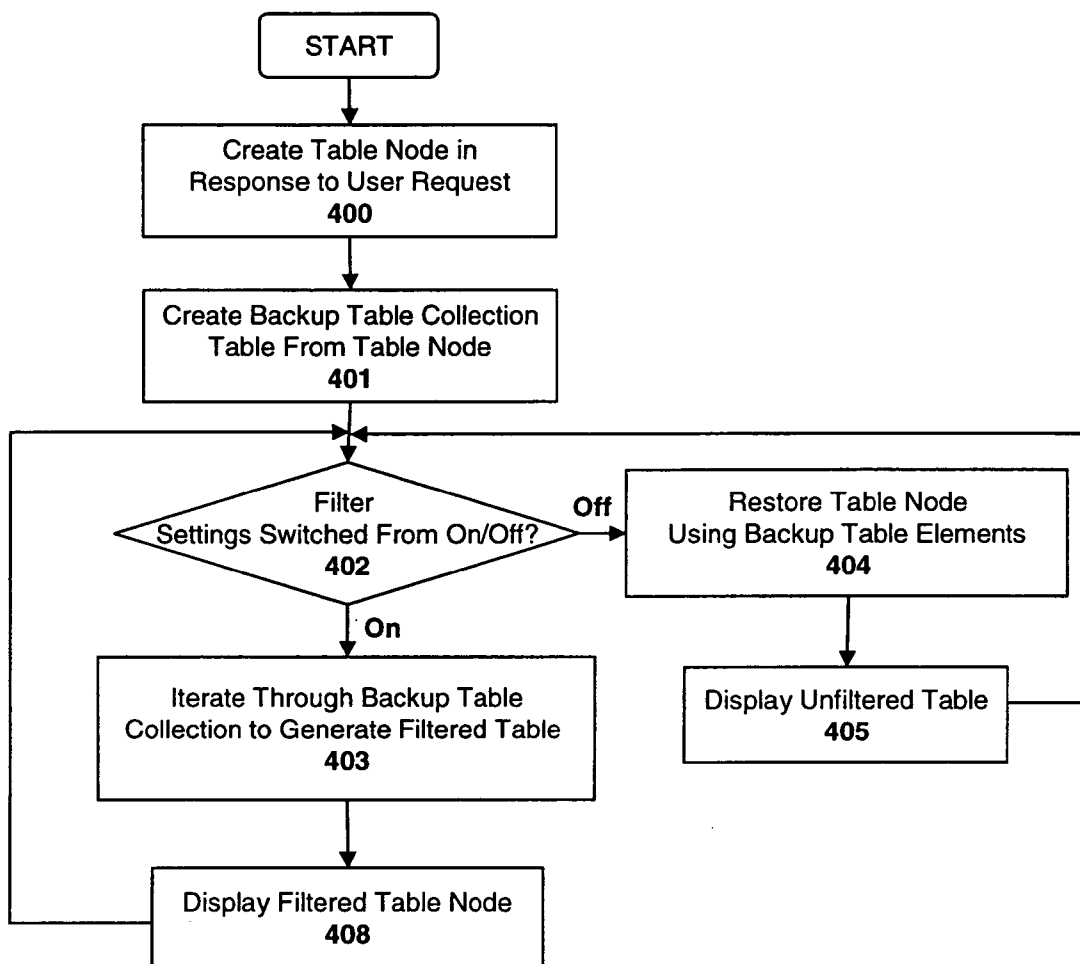 START
Create Table Node in
Response to User Request
400
Create Backup Table Collection
Table From Table Node
401
Filter
Settings Switched From On/Off?
402
Off
Restore Table Node
Using Backup Table Elements
404
On
Iterate Through Backup Table
Collection to Generate Filtered Table
403
Display Unfiltered Table
405
Display Filtered Table Node
408